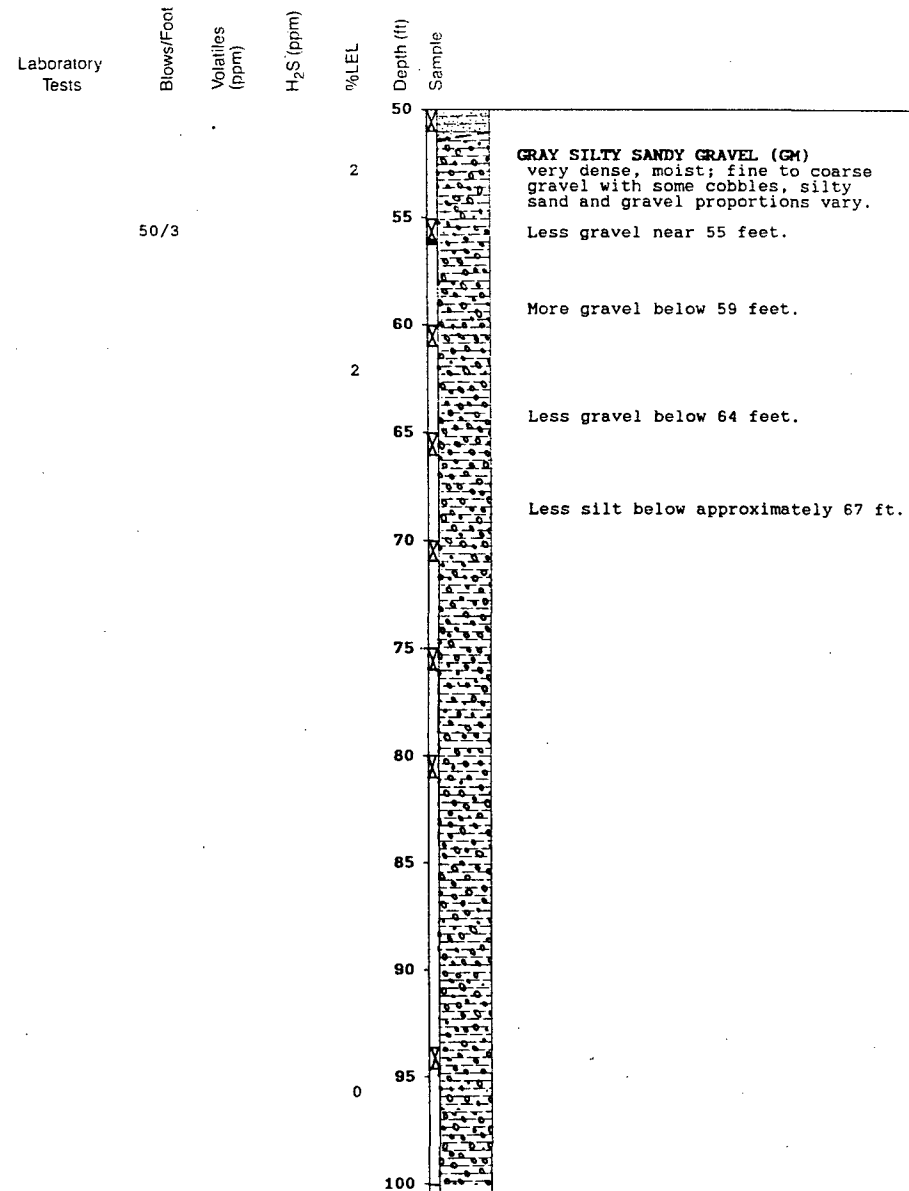 Laboratory
Tests
Blows/Foot
Volatiles
(ppm)
H₂S (ppm)
%LEL
Depth (ft)
Sample
50
GRAY SILTY SANDY GRAVEL (GM)
2
very dense, moist; fine to coarse
gravel with some cobbles, silty
sand and gravel proportions vary.
55
50/3
Less gravel near 55 feet.
More gravel below 59 feet.
60
2
Less gravel below 64 feet.
65
Less silt below approximately 67 ft.
70
75
80
85
90
95
0
100